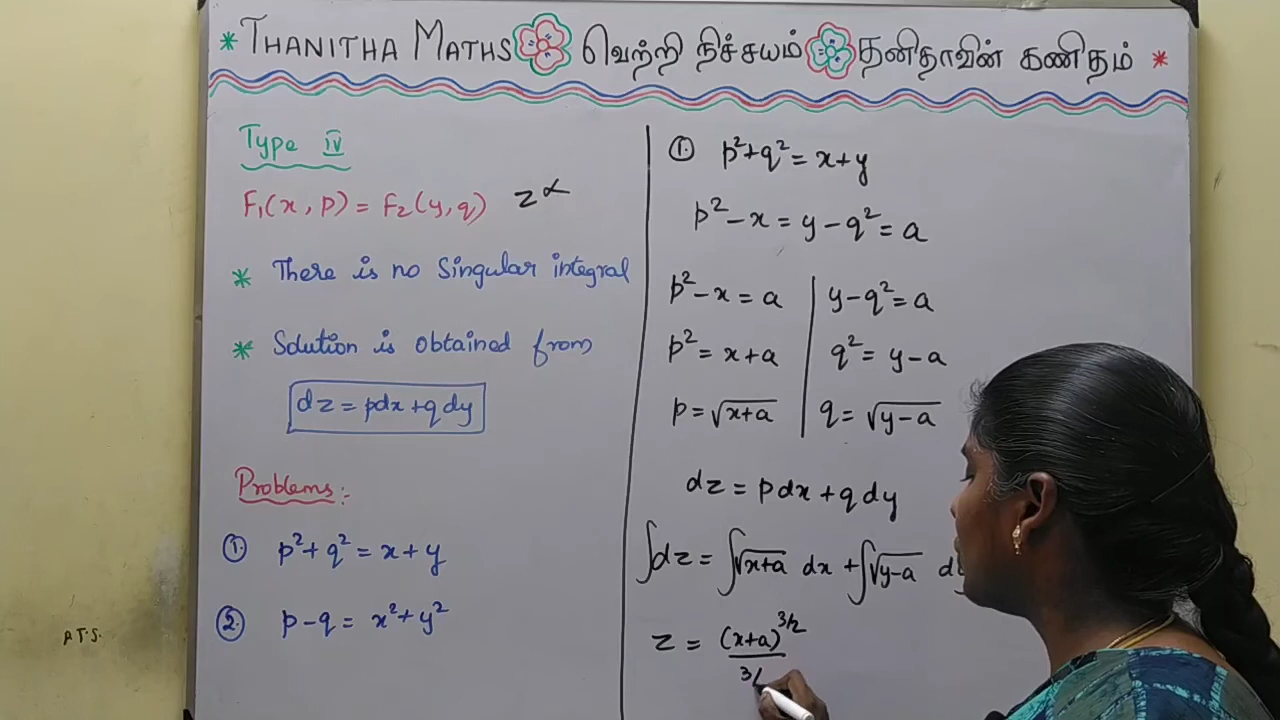 * THANITHA MATHS வெற்றி நிச்சயம் தனிதாவின் கணிதம் *
Type IV
F₁(x, p) = F₂(y, q) z ∝
* There is no Singular integral
* Solution is obtained from
dz = pdx + qdy
Problems:
① p² + q² = x + y
② p - q = x² + y²
A.T.S.
① p² + q² = x + y
p² - x = y - q² = a
p² - x = a | y - q² = a
p² = x + a | q² = y - a
p = √(x+a) | q = √(y-a)
dz = pdx + qdy
∫dz = ∫√(x+a) dx + ∫√(y-a) d
z = (x+a)^3/2
3/